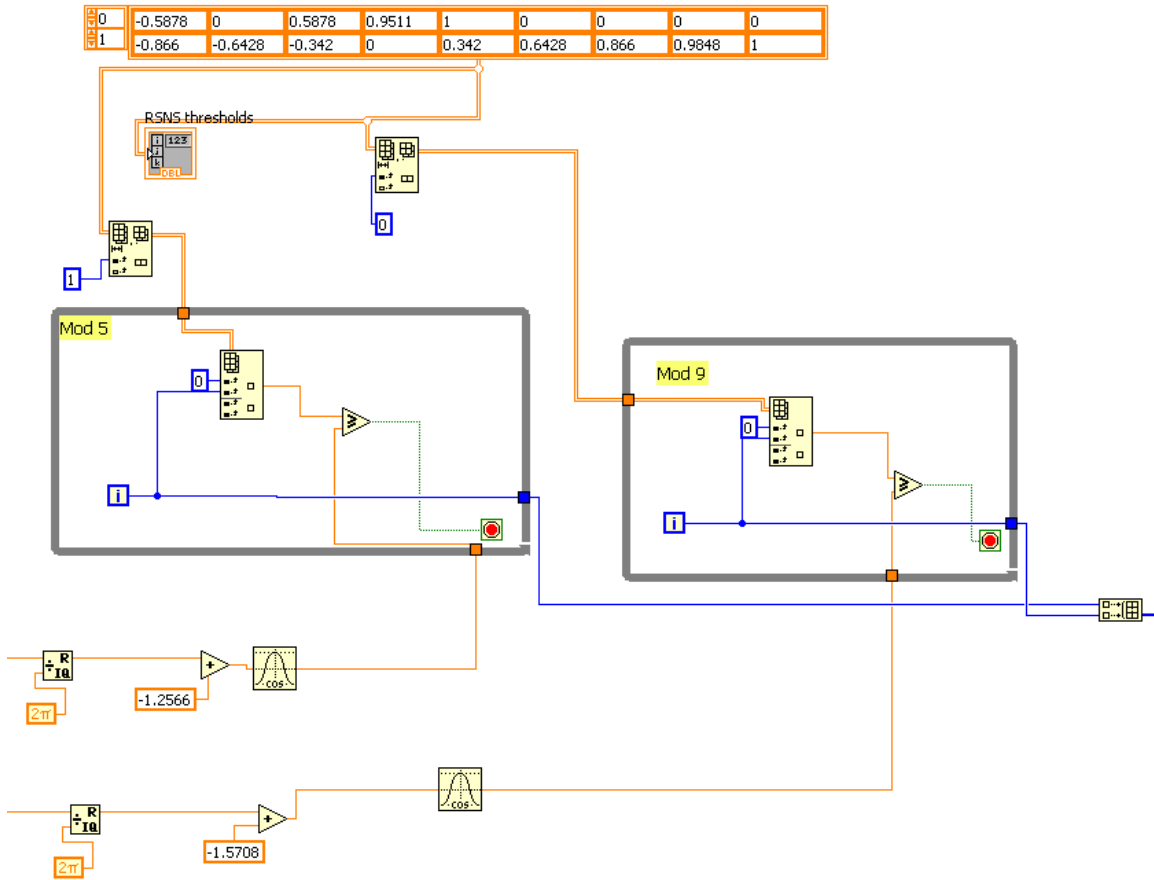 0 -0.5878 0 0.5878 0.9511 1 0 0 0 0
1 -0.866 -0.6428 -0.342 0 0.342 0.6428 0.866 0.9848 1
RSNS thresholds
i 123
j
k
DBL
0
1
Mod 5
0
i
Mod 9
0
i
R
IQ
+
COS
-1.2566
2π
COS
R
IQ
+
-1.5708
2π